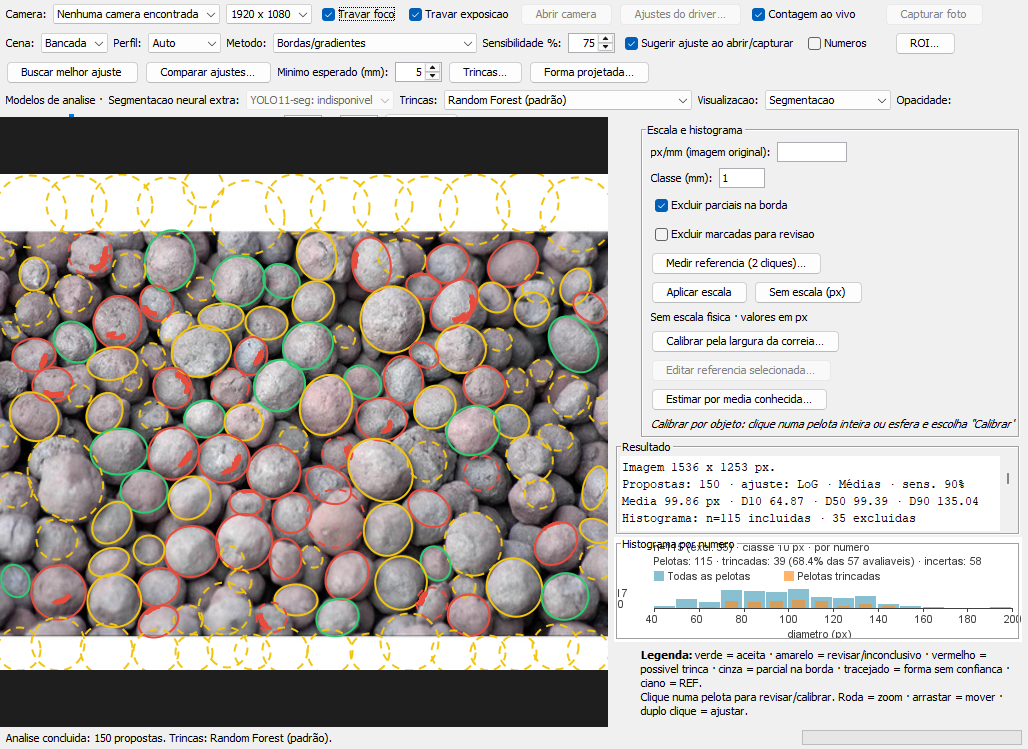 Camera: Nenhuma camera encontrada 1920 x 1080 Travar foco Travar exposicao Abrir camera Ajustes do driver... Contagem ao vivo Capturar foto
Cena: Bancada Perfil: Auto Metodo: Bordas/gradientes Sensibilidade %: 75 Sugerir ajuste ao abrir/capturar Numeros ROI...
Buscar melhor ajuste Comparar ajustes... Minimo esperado (mm): 5 Trincas... Forma projetada...
Modelos de analise · Segmentacao neural extra: YOLO11-seg: indisponivel Trincas: Random Forest (padrão) Visualizacao: Segmentacao Opacidade:
Escala e histograma
px/mm (imagem original):
Classe (mm): 1
Excluir parciais na borda
Excluir marcadas para revisao
Medir referencia (2 cliques)...
Aplicar escala Sem escala (px)
Sem escala fisica · valores em px
Calibrar pela largura da correia...
Editar referencia selecionada...
Estimar por media conhecida...
Calibrar por objeto: clique numa pelota inteira ou esfera e escolha "Calibrar"
Resultado
Imagem 1536 x 1253 px.
Propostas: 150 · ajuste: LoG · Médias · sens. 90%
Media 99.86 px · D10 64.87 · D50 99.39 · D90 135.04
Histograma: n=115 incluidas · 35 excluidas
Histograma por numero
classe 10 px · por numero
Pelotas: 115 · trincadas: 39 (68.4% das 57 avaliaveis) · incertas: 58
Todas as pelotas Pelotas trincadas
17
0
40 60 80 100 120 140 160 180 200
diametro (px)
Legenda: verde = aceita · amarelo = revisar/inconclusivo · vermelho =
possivel trinca · cinza = parcial na borda · tracejado = forma sem confianca ·
ciano = REF.
Clique numa pelota para revisar/calibrar. Roda = zoom · arrastar = mover ·
duplo clique = ajustar.
Analise concluida: 150 propostas. Trincas: Random Forest (padrão).